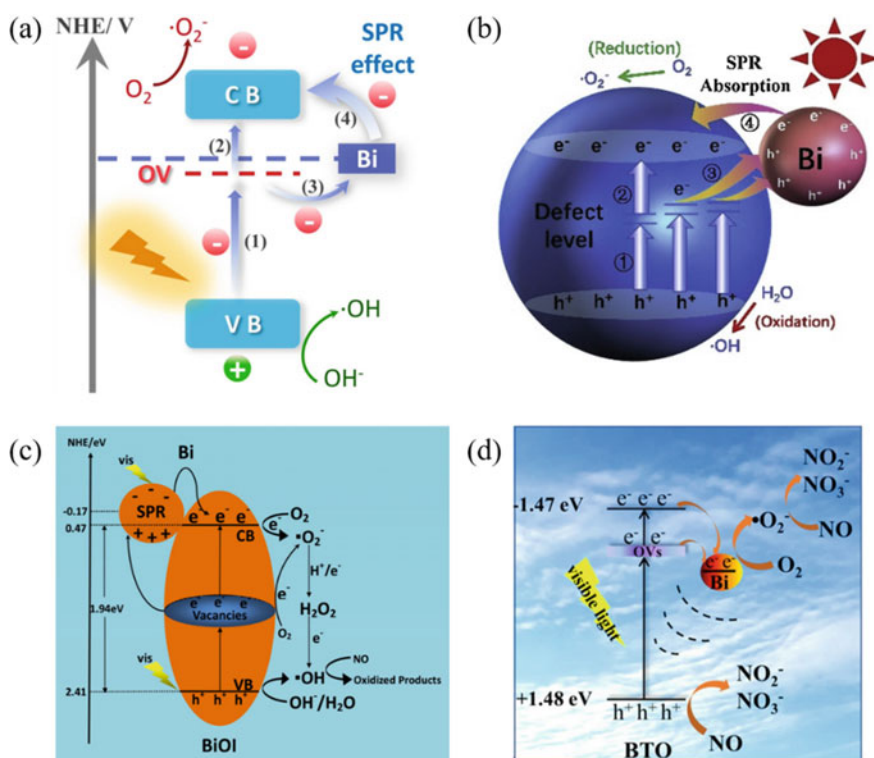 (a)
NHE/ V
·O₂⁻
O₂
-
SPR
effect
C B
-
(4)
(2)
Bi
OV
(3)
-
-
(1)
V B
+
·OH
OH⁻
(b)
(Reduction)
·O₂⁻
O₂
SPR
Absorption
④
e⁻ e⁻ e⁻ e⁻ e⁻
e⁻ e⁻ e
h⁺ h⁺
Bi
h⁺ h⁺ h⁺
③
②
e⁻
Defect
level
①
h⁺ h⁺ h⁺ h⁺ h⁺
H₂O
(Oxidation)
·OH
(c)
NHE/eV
vis
Bi
-0.17
0.47
- - - -
SPR
+ + + +
e⁻ e⁻ e⁻
CB
e⁻
O₂
·O₂⁻
H⁺/e⁻
1.94eV
e⁻ e⁻ e⁻
Vacancies
e⁻
O₂
H₂O₂
e⁻
vis
2.41
VB
h⁺ h⁺ h⁺
·OH
NO
Oxidized Products
OH⁻/H₂O
BiOI
(d)
-1.47 eV
e⁻ e⁻ e⁻
e⁻ e⁻
OVs
e⁻ e⁻
Bi
·O₂⁻
NO₂⁻
NO₃⁻
NO
O₂
visible light
+1.48 eV
h⁺ h⁺ h⁺
NO₂⁻
NO₃⁻
NO
BTO